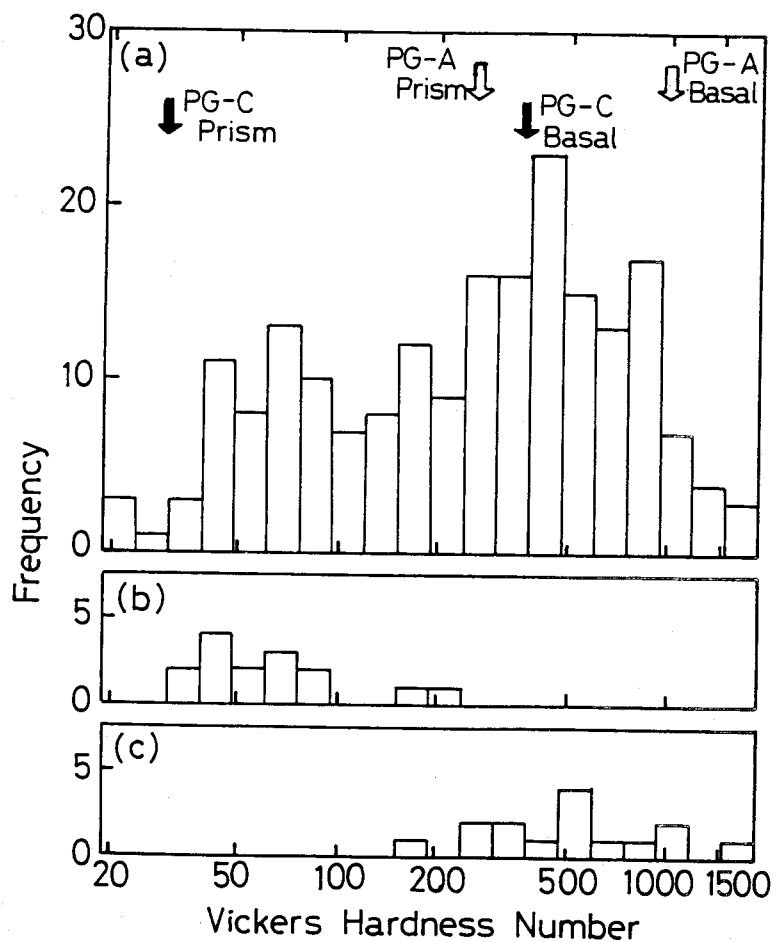 30
(a)
PG-A
Prism
PG-A
Basal
PG-C
Prism
PG-C
Basal
20
10
0
Frequency
(b)
5
0
(c)
5
0
20 50 100 200 500 1000 1500
Vickers Hardness Number